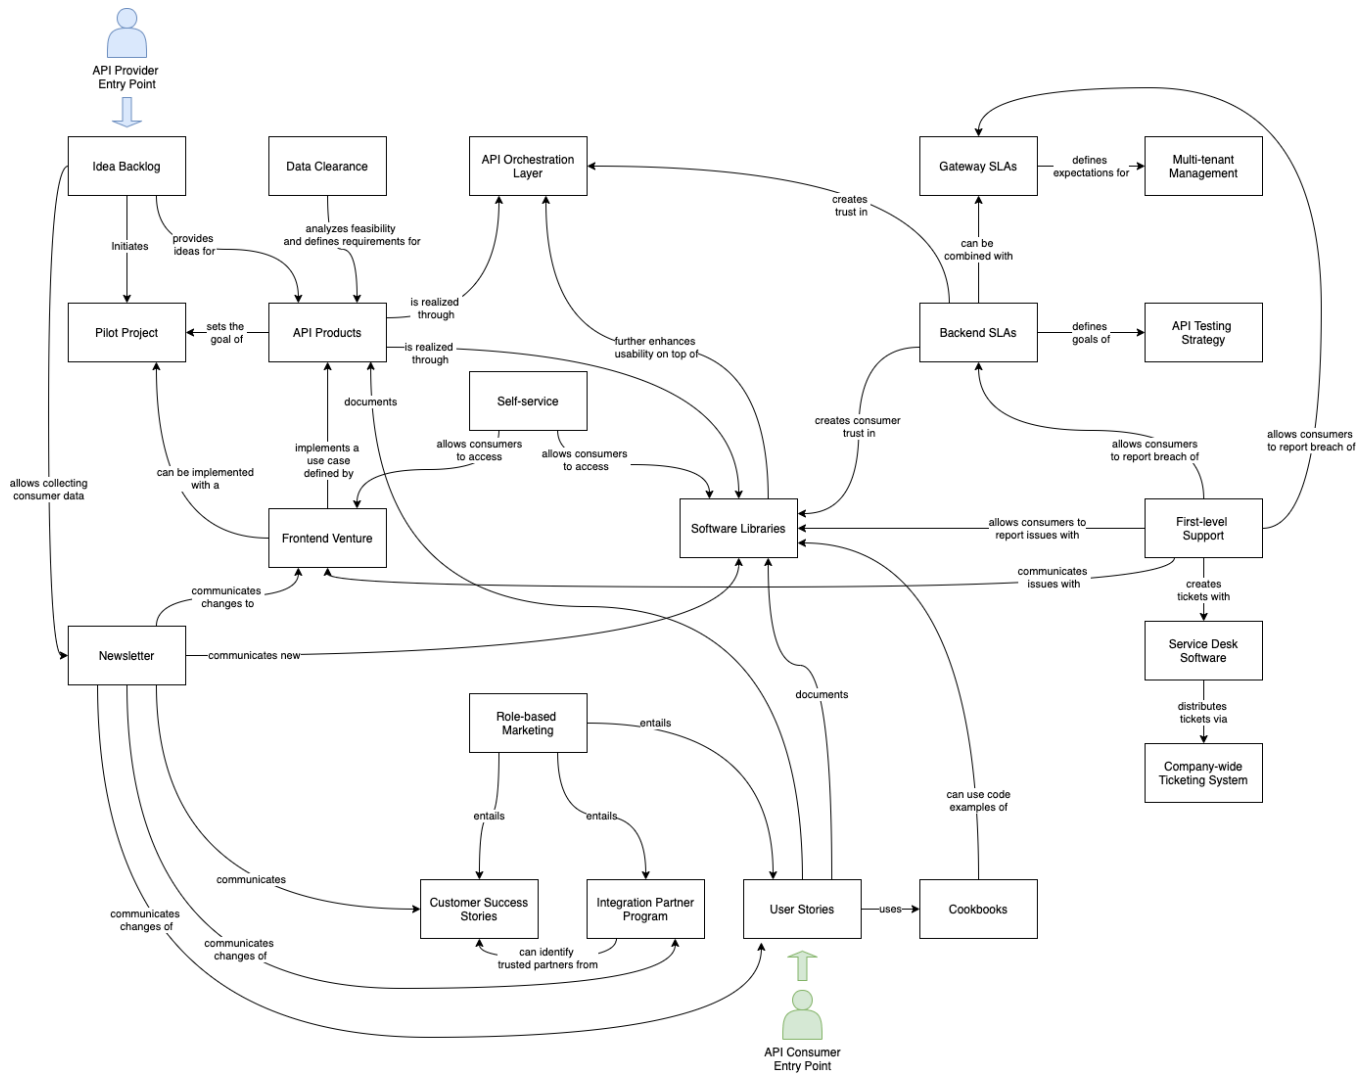 API Provider
Entry Point
Idea Backlog
Data Clearance
API Orchestration
Layer
Gateway SLAs
defines
expectations for
Multi-tenant
Management
creates
trust in
Initiates
provides
ideas for
analyzes feasibility
and defines requirements for
can be
combined with
is realized
through
Pilot Project
sets the
goal of
API Products
is realized
through
further enhances
usability on top of
Backend SLAs
defines
goals of
API Testing
Strategy
documents
Self-service
creates consumer
trust in
implements a
use case
defined by
allows consumers
to access
allows consumers
to access
allows consumers
to report breach of
allows consumers
to report breach of
allows collecting
consumer data
can be implemented
with a
Frontend Venture
Software Libraries
allows consumers to
report issues with
First-level
Support
communicates
issues with
creates
tickets with
communicates
changes to
Newsletter
communicates new
Service Desk
Software
documents
distributes
tickets via
Role-based
Marketing
entails
Company-wide
Ticketing System
entails
entails
can use code
examples of
communicates
Customer Success
Stories
Integration Partner
Program
User Stories
uses
Cookbooks
communicates
changes of
communicates
changes of
can identify
trusted partners from
API Consumer
Entry Point